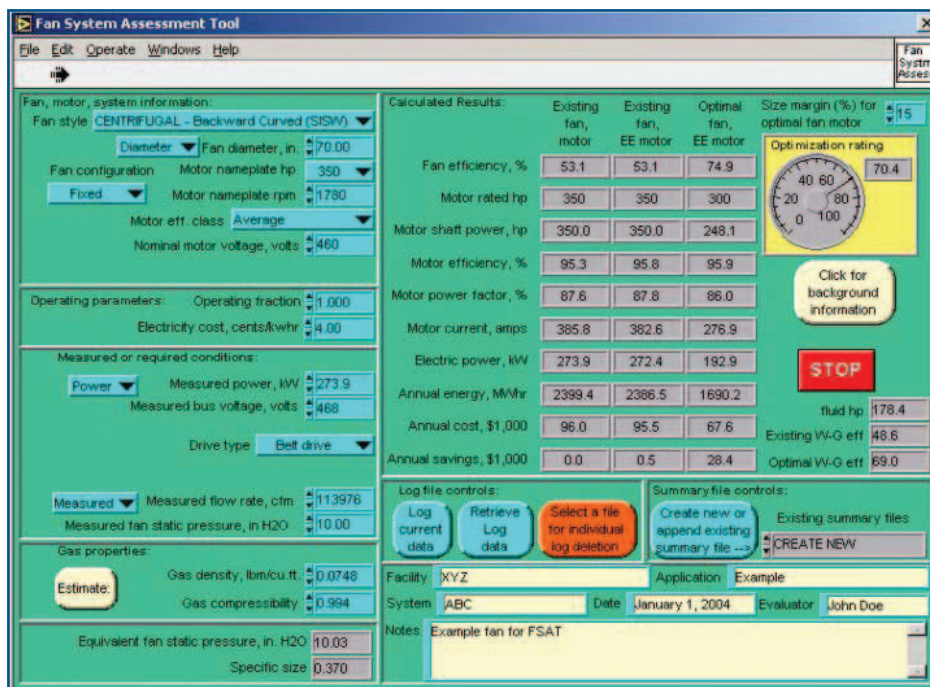 Fan System Assessment Tool
File Edit Operate Windows Help
Fan
Systm
Asses
Fan, motor, system information:
Fan style CENTRIFUGAL - Backward Curved (SISW)
Diameter Fan diameter, in. 70.00
Fan configuration Motor nameplate hp 350
Fixed Motor nameplate rpm 1780
Motor eff. class Average
Nominal motor voltage, volts 460
Operating parameters: Operating fraction 1.000
Electricity cost, cents/kwhr 4.00
Measured or required conditions:
Power Measured power, kW 273.9
Measured bus voltage, volts 468
Drive type Belt drive
Measured Measured flow rate, cfm 113976
Measured fan static pressure, in H2O 10.00
Gas properties:
Estimate: Gas density, lbm/cu.ft. 0.0748
Gas compressibility 0.994
Equivalent fan static pressure, in. H2O 10.03
Specific size 0.370
Calculated Results:
Existing fan, motor
Existing fan, EE motor
Optimal fan, EE motor
Fan efficiency, % 53.1 53.1 74.9
Motor rated hp 350 350 300
Motor shaft power, hp 350.0 350.0 248.1
Motor efficiency, % 95.3 95.8 95.9
Motor power factor, % 87.6 87.8 86.0
Motor current, amps 385.8 382.6 276.9
Electric power, kW 273.9 272.4 192.9
Annual energy, MWhr 2399.4 2386.5 1690.2
Annual cost, $1,000 96.0 95.5 67.6
Annual savings, $1,000 0.0 0.5 28.4
Size margin (%) for
optimal fan motor 15
Optimization rating
70.4
0 20 40 60 80 100
Click for
background
information
STOP
fluid hp 178.4
Existing W-G eff 48.6
Optimal W-G eff 69.0
Log file controls:
Log
current
data
Retrieve
Log
data
Select a file
for individual
log deletion
Summary file controls:
Create new or
append existing
summary file -->
Existing summary files
CREATE NEW
Facility XYZ Application Example
System ABC Date January 1, 2004 Evaluator John Doe
Notes Example fan for FSAT